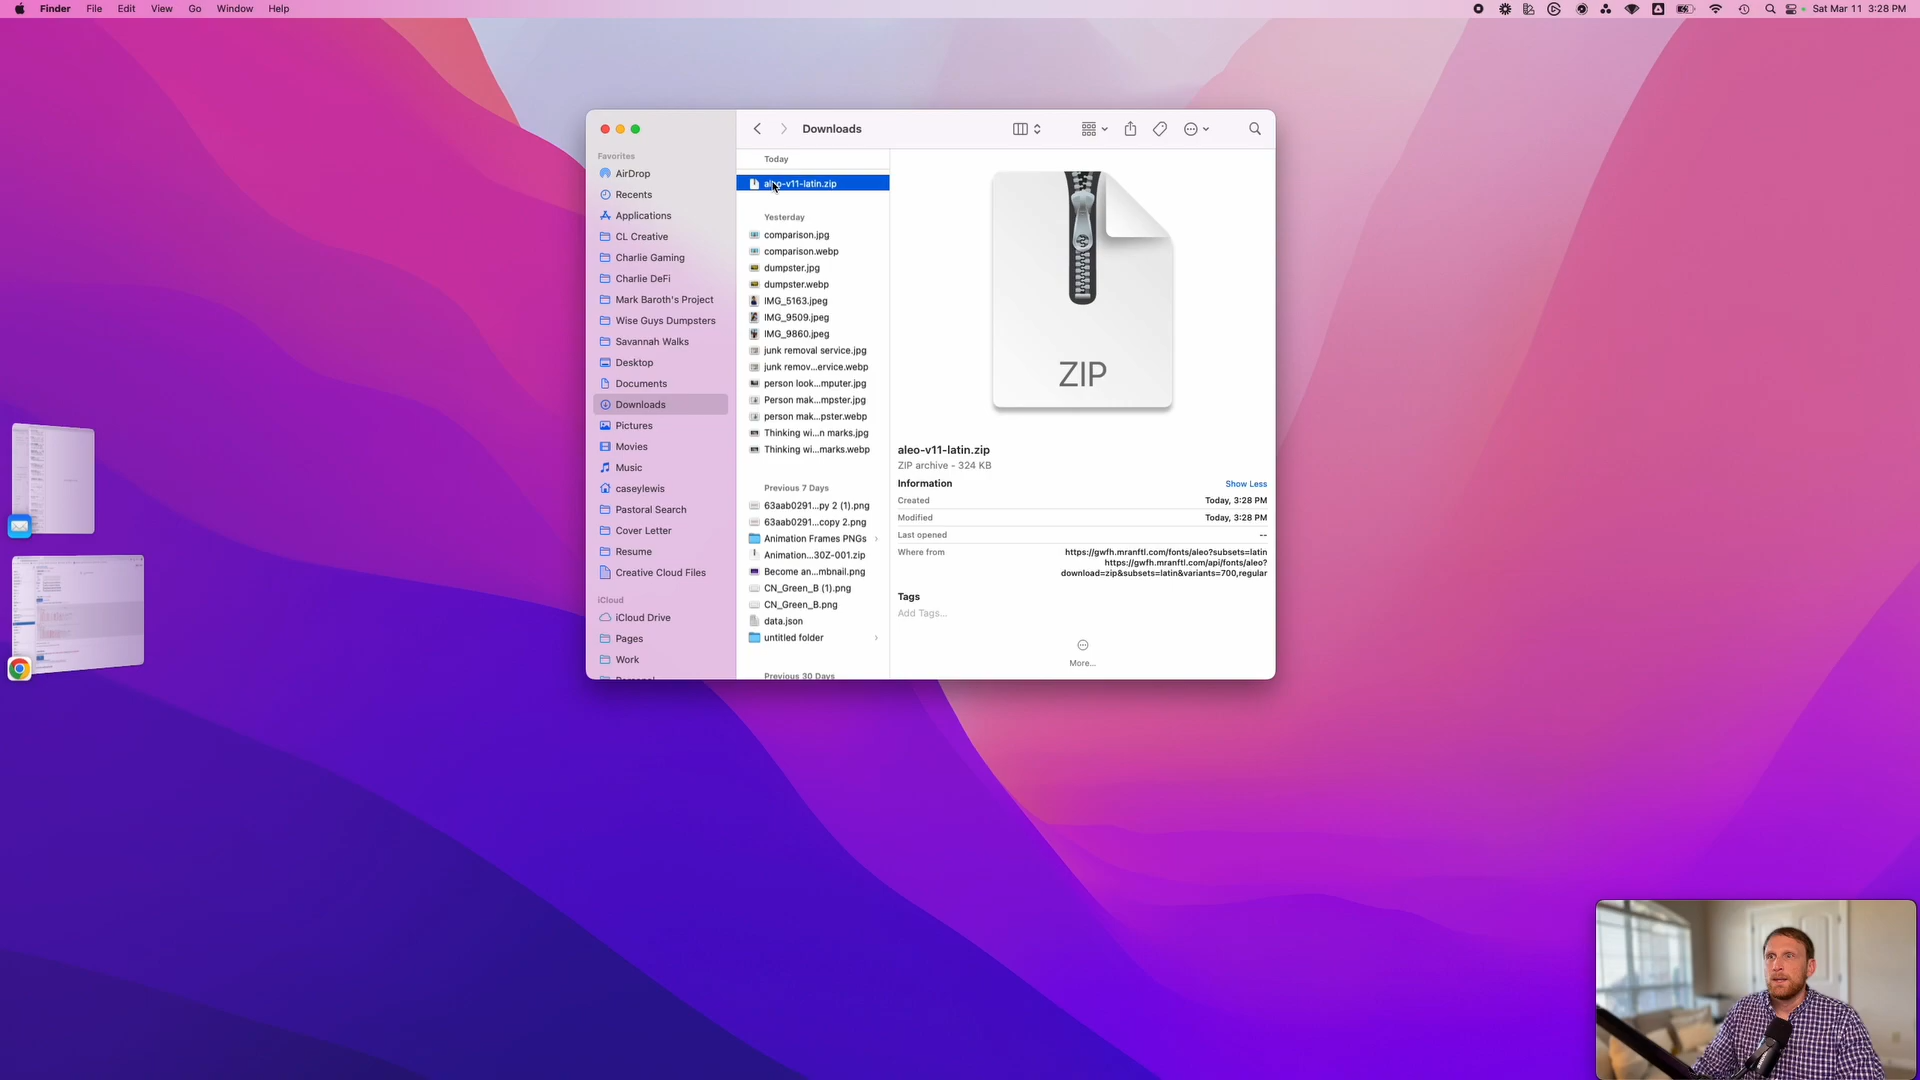 Finder File Edit View Go Window Help
Sat Mar 11 3:28 PM
Favorites
AirDrop
Recents
Applications
CL Creative
Charlie Gaming
Charlie DeFi
Mark Baroth's Project
Wise Guys Dumpsters
Savannah Walks
Desktop
Documents
Downloads
Pictures
Movies
Music
caseylewis
Pastoral Search
Cover Letter
Resume
Creative Cloud Files
iCloud
iCloud Drive
Pages
Work
Downloads
Today
aleo-v11-latin.zip
Yesterday
comparison.jpg
comparison.webp
dumpster.jpg
dumpster.webp
IMG_5163.jpeg
IMG_9509.jpeg
IMG_9860.jpeg
junk removal service.jpg
junk remov...ervice.webp
person look...mputer.jpg
Person mak...mpster.jpg
person mak...pster.webp
Thinking wi...n marks.jpg
Thinking wi...marks.webp
Previous 7 Days
63aab0291...py 2 (1).png
63aab0291...copy 2.png
Animation Frames PNGs
Animation...30Z-001.zip
Become an...mbnail.png
CN_Green_B (1).png
CN_Green_B.png
data.json
untitled folder
Previous 30 Days
ZIP
aleo-v11-latin.zip
ZIP archive - 324 KB
Information Show Less
Created Today, 3:28 PM
Modified Today, 3:28 PM
Last opened --
Where from https://gwfh.mranftl.com/fonts/aleo?subsets=latin
https://gwfh.mranftl.com/api/fonts/aleo?
download=zip&subsets=latin&variants=700,regular
Tags
Add Tags...
More...